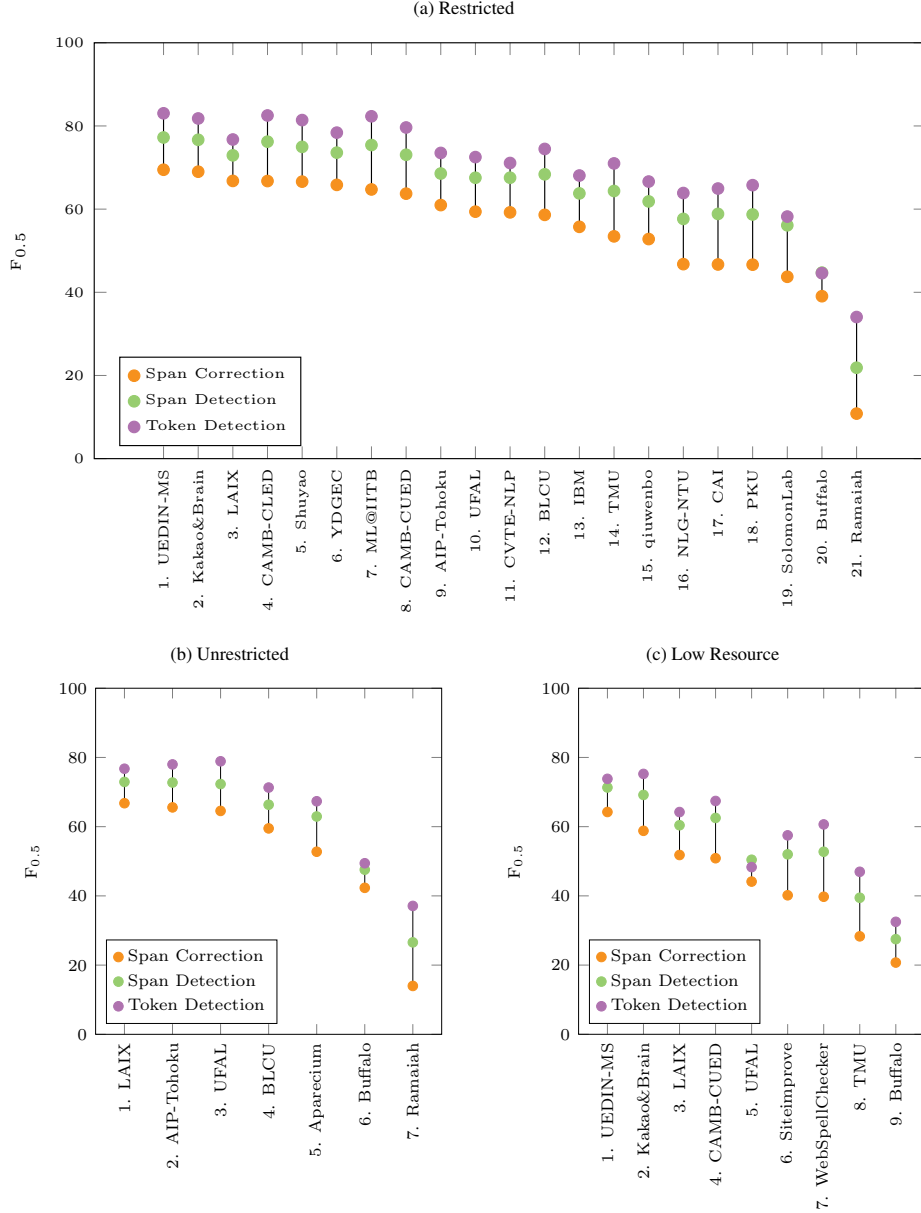 (a) Restricted
100
80
60
40
20
0
F0.5
Span Correction
Span Detection
Token Detection
1. UEDIN-MS
2. Kakao&Brain
3. LAIX
4. CAMB-CLED
5. Shuyao
6. YDGEC
7. ML@IITB
8. CAMB-CUED
9. AIP-Tohoku
10. UFAL
11. CVTE-NLP
12. BLCU
13. IBM
14. TMU
15. qiuwenbo
16. NLG-NTU
17. CAI
18. PKU
19. SolomonLab
20. Buffalo
21. Ramaiah
(b) Unrestricted
100
80
60
40
20
0
F0.5
Span Correction
Span Detection
Token Detection
1. LAIX
2. AIP-Tohoku
3. UFAL
4. BLCU
5. Aparecium
6. Buffalo
7. Ramaiah
(c) Low Resource
100
80
60
40
20
0
F0.5
Span Correction
Span Detection
Token Detection
1. UEDIN-MS
2. Kakao&Brain
3. LAIX
4. CAMB-CUED
5. UFAL
6. Siteimprove
7. WebSpellChecker
8. TMU
9. Buffalo